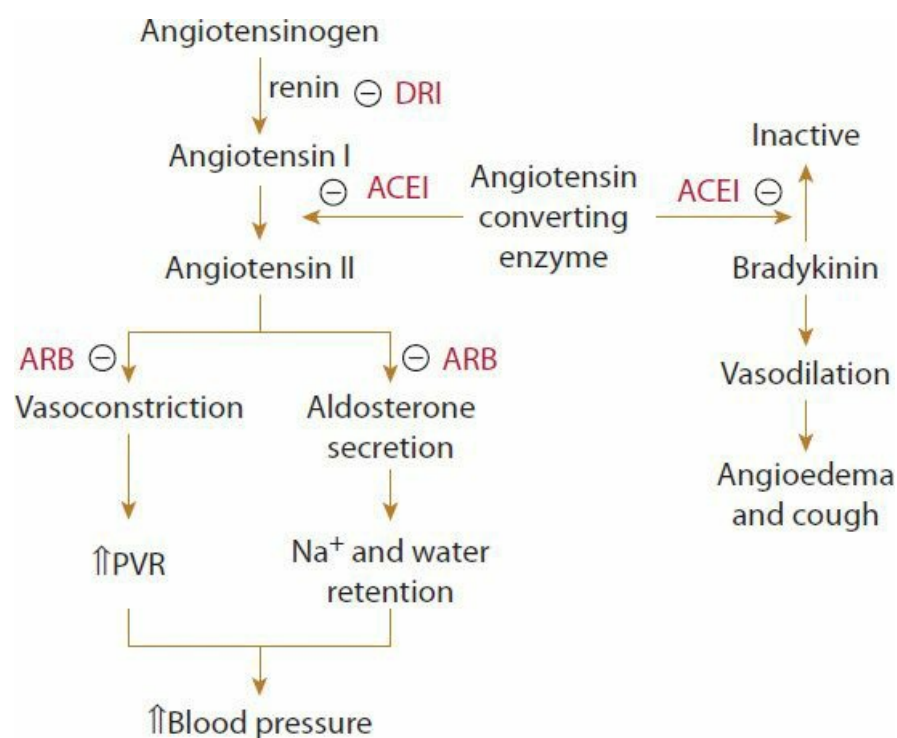 Angiotensinogen
renin ⊖ DRI
Angiotensin I
Inactive
⊖ ACEI
Angiotensin
converting
enzyme
ACEI ⊖
Angiotensin II
Bradykinin
ARB ⊖
⊖ ARB
Vasoconstriction
Aldosterone
secretion
Vasodilation
Angioedema
and cough
⇑PVR
Na⁺ and water
retention
⇑Blood pressure